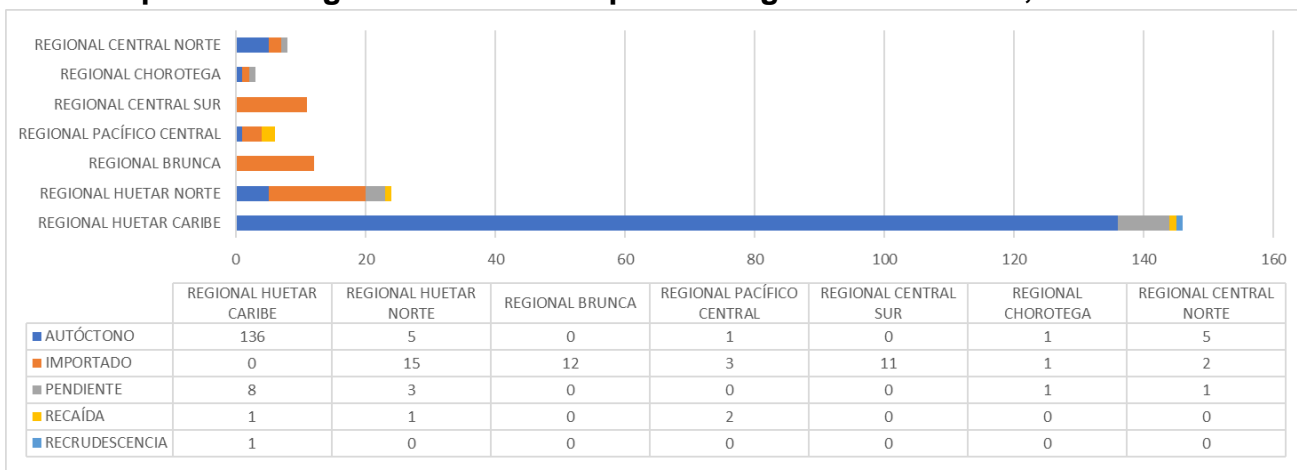 REGIONAL CENTRAL NORTE
REGIONAL CHOROTEGA
REGIONAL CENTRAL SUR
REGIONAL PACÍFICO CENTRAL
REGIONAL BRUNCA
REGIONAL HUETAR NORTE
REGIONAL HUETAR CARIBE
0 20 40 60 80 100 120 140 160
REGIONAL HUETAR CARIBE REGIONAL HUETAR NORTE REGIONAL BRUNCA REGIONAL PACÍFICO CENTRAL REGIONAL CENTRAL SUR REGIONAL CHOROTEGA REGIONAL CENTRAL NORTE
AUTÓCTONO 136 5 0 1 0 1 5
IMPORTADO 0 15 12 3 11 1 2
PENDIENTE 8 3 0 0 0 1 1
RECAÍDA 1 1 0 2 0 0 0
RECRUDESCENCIA 1 0 0 0 0 0 0